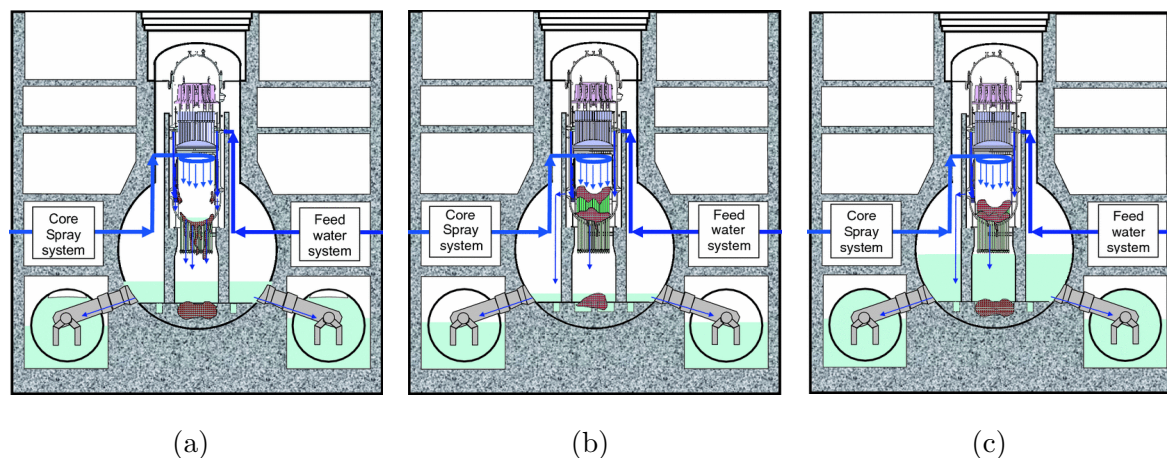 Core
Spray
system
Feed
water
system
Core
Spray
system
Feed
water
system
Core
Spray
system
Feed
water
system
(a)
(b)
(c)